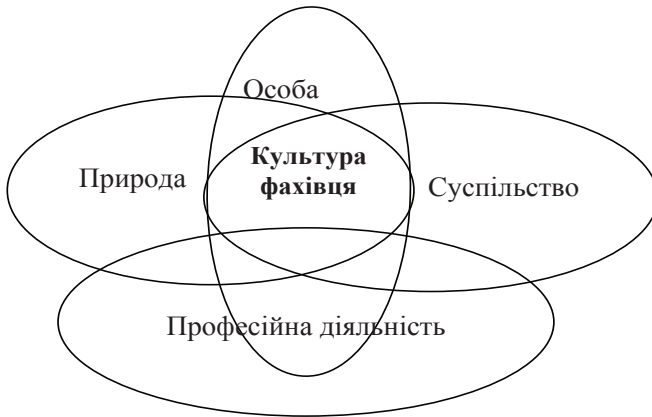 Особа
Культура
фахівця
Природа
Суспільство
Професійна діяльність